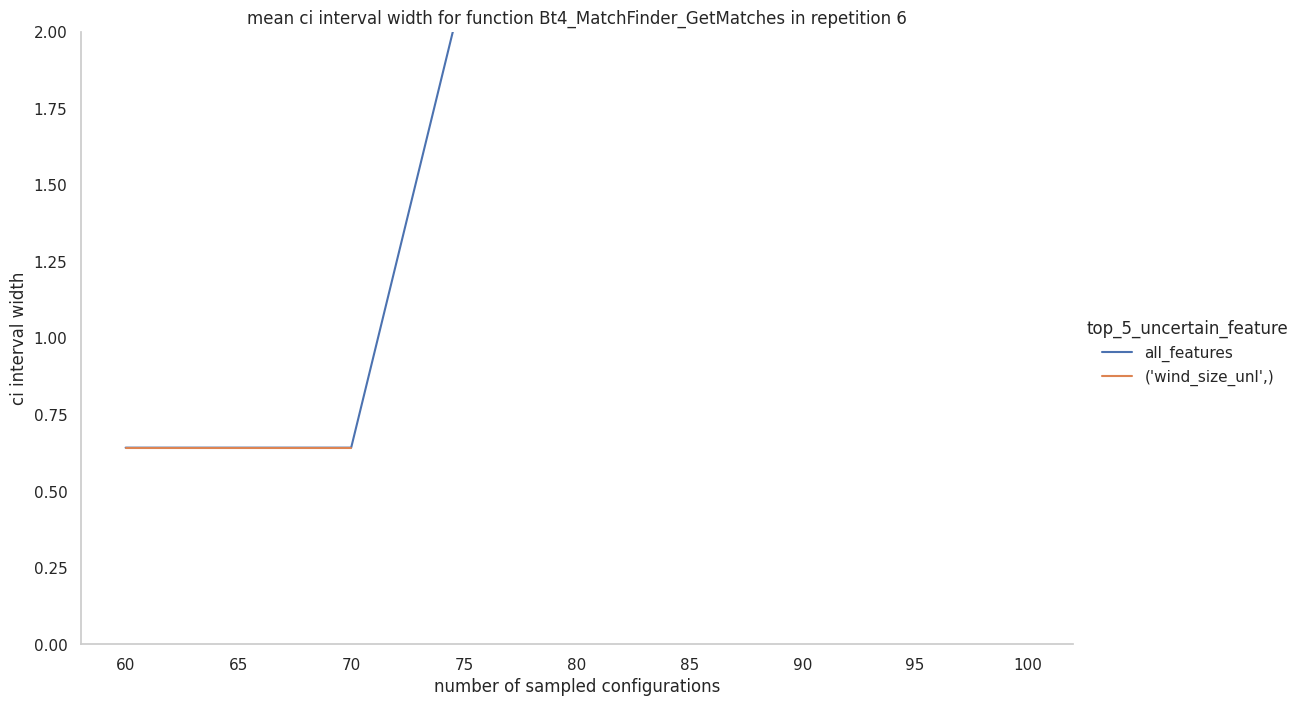 mean ci interval width for function Bt4_MatchFinder_GetMatches in repetition 6
2.00
1.75
1.50
1.25
1.00
0.75
0.50
0.25
0.00
ci interval width
60 65 70 75 80 85 90 95 100
number of sampled configurations
top_5_uncertain_feature
all_features
('wind_size_unl',)